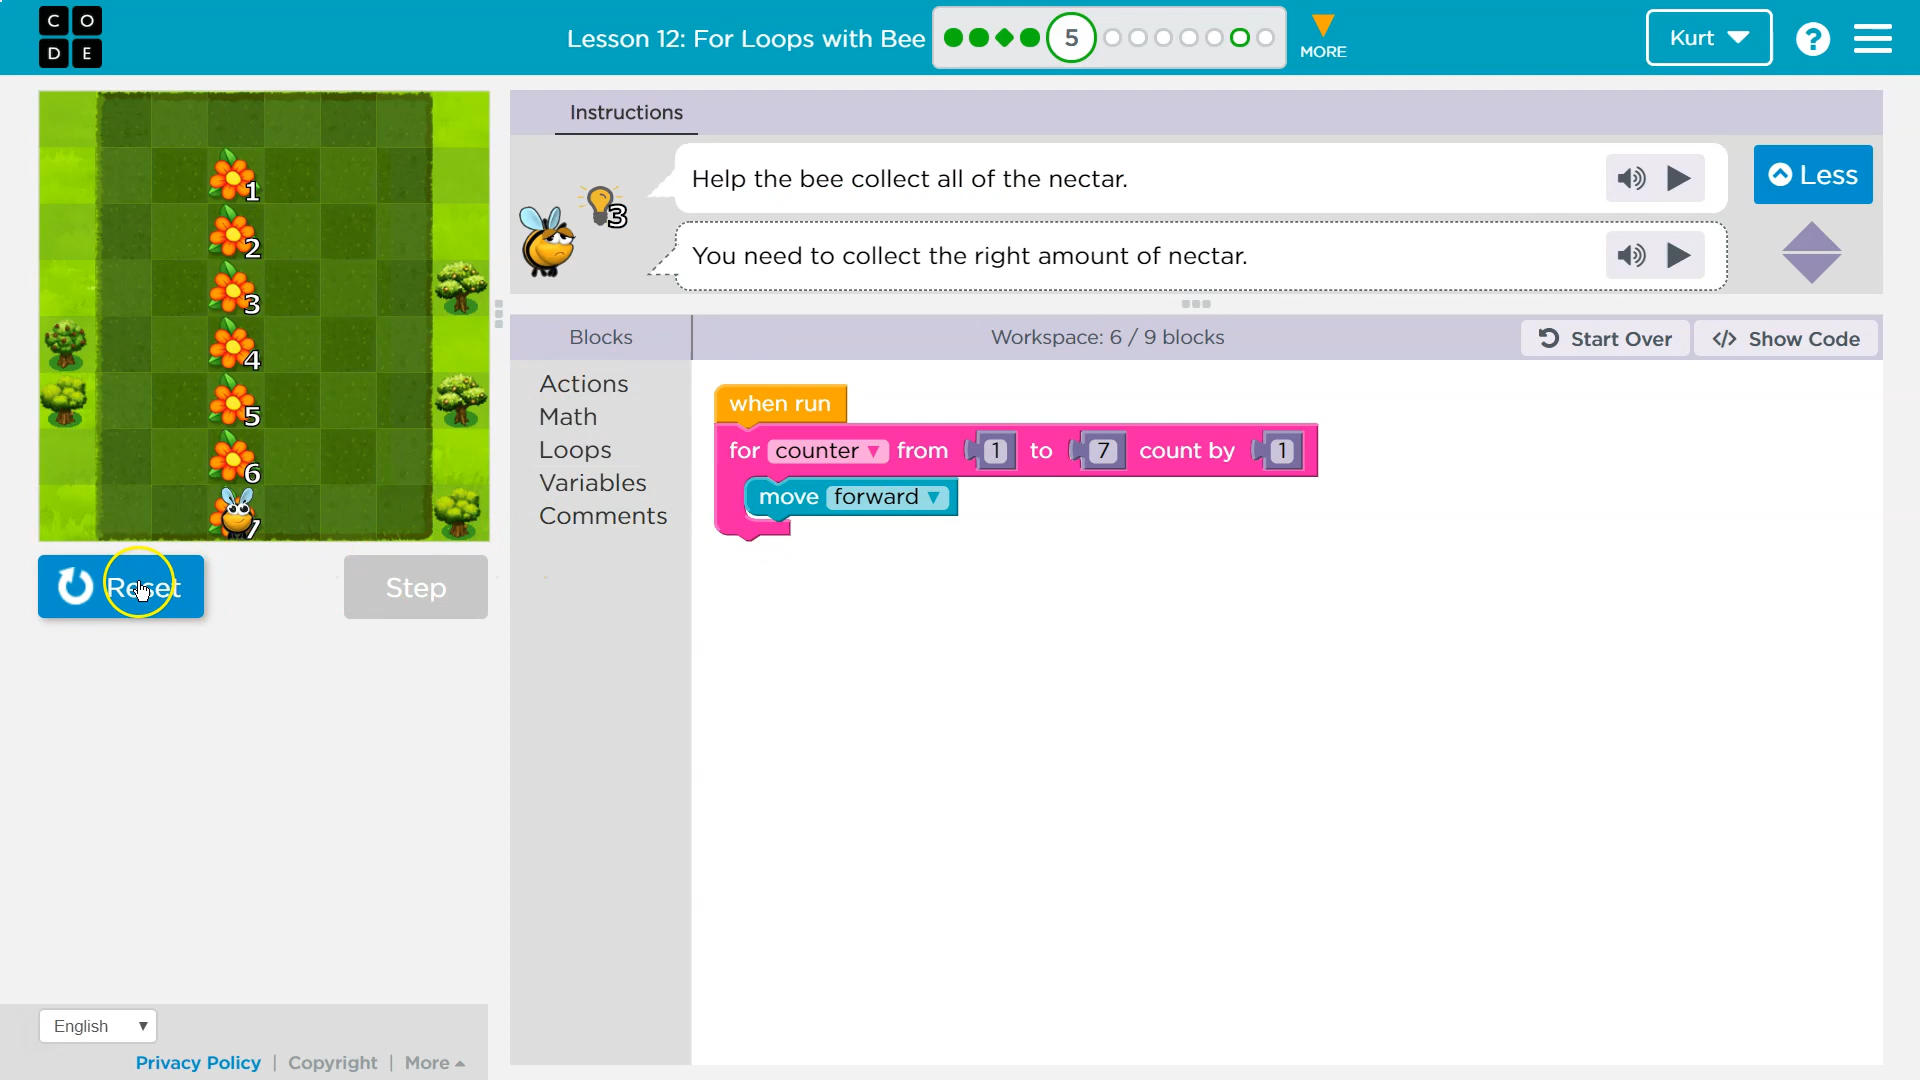 C O
D E
Lesson 12: For Loops with Bee
5
MORE
Kurt
?
Instructions
3
Help the bee collect all of the nectar.
Less
You need to collect the right amount of nectar.
1
2
3
4
5
6
7
Reset
Step
Blocks
Workspace: 6 / 9 blocks
Start Over
</> Show Code
Actions
Math
Loops
Variables
Comments
when run
for counter from 1 to 7 count by 1
move forward
English
Privacy Policy | Copyright | More